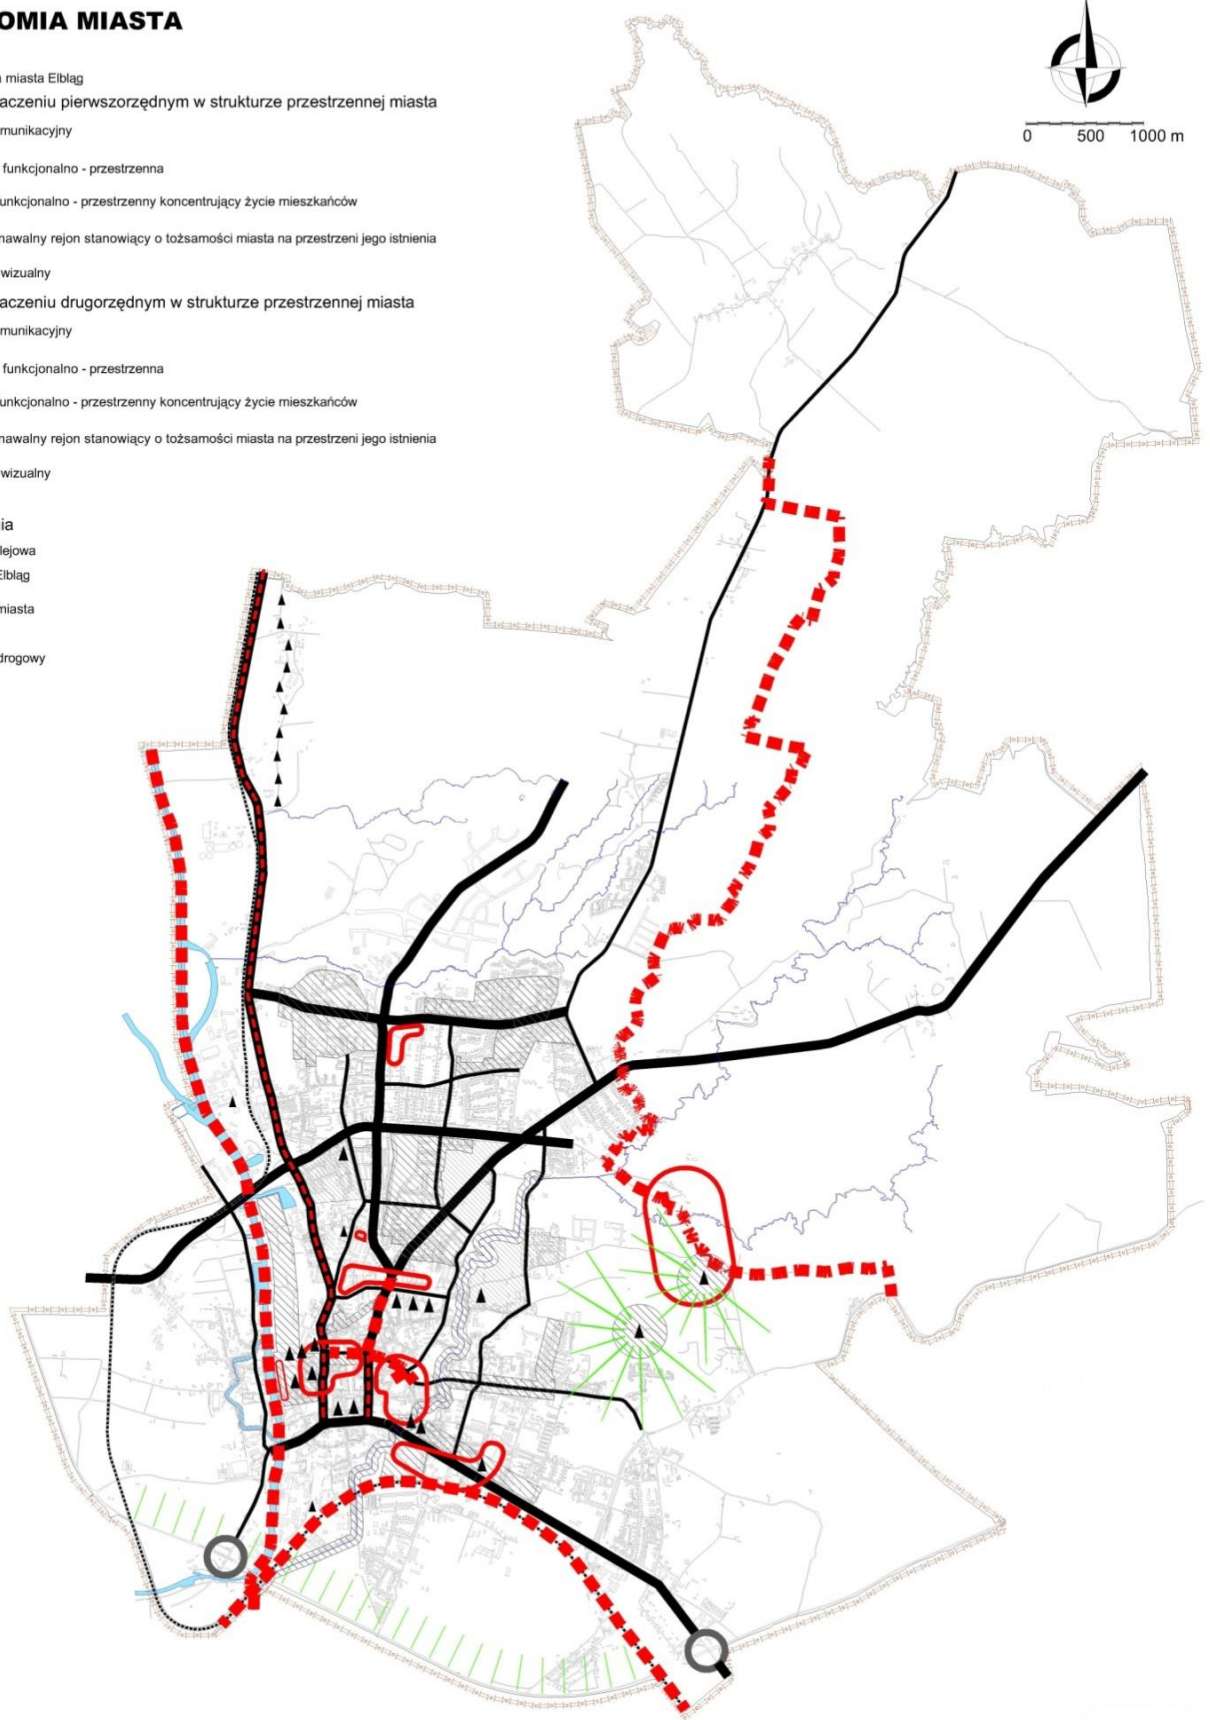 OMIA MIASTA
miasta Elbląg
aczeniu pierwszorzędnym w strukturze przestrzennej miasta
munikacyjny
funkcjonalno - przestrzenna
unkcjonalno - przestrzenny koncentrujący życie mieszkańców
nawalny rejon stanowiący o tożsamości miasta na przestrzeni jego istnienia
wizualny
aczeniu drugorzędnym w strukturze przestrzennej miasta
munikacyjny
funkcjonalno - przestrzenna
unkcjonalno - przestrzenny koncentrujący życie mieszkańców
nawalny rejon stanowiący o tożsamości miasta na przestrzeni jego istnienia
wizualny
ia
lejowa
Elbląg
miasta
drogowy
0 500 1000 m